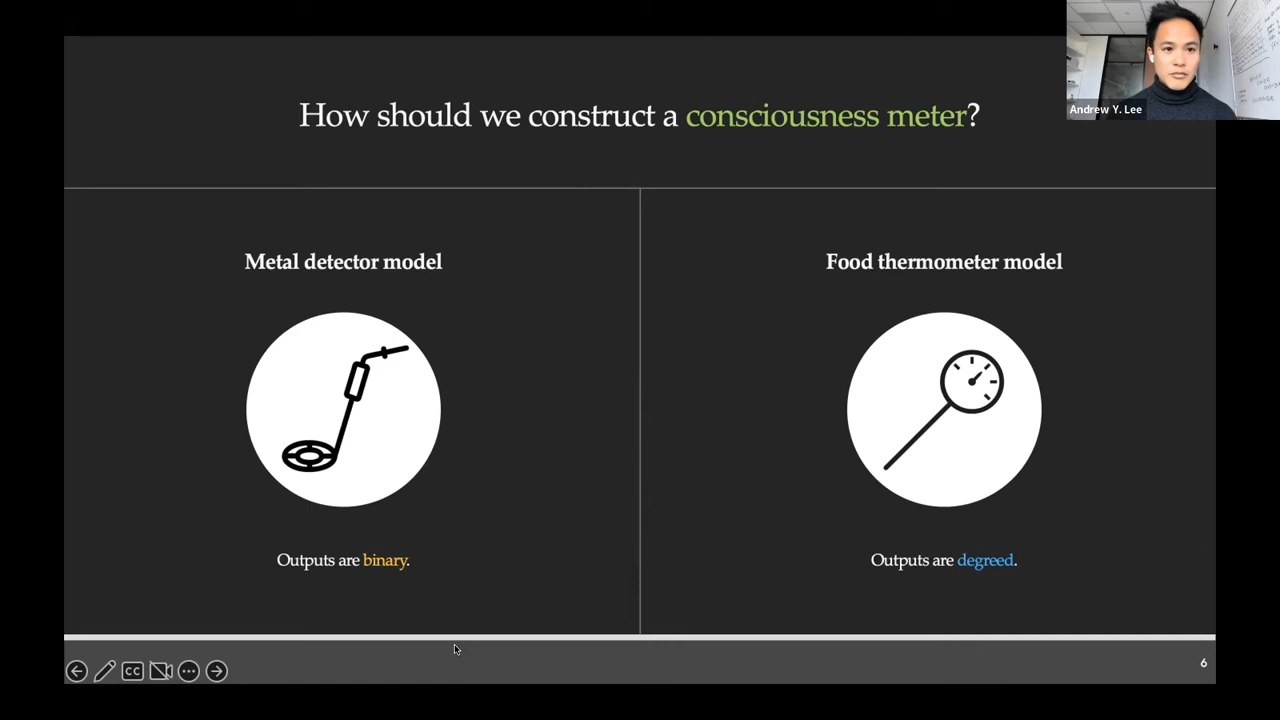 How should we construct a consciousness meter?
Andrew Y. Lee
Metal detector model
Food thermometer model
Outputs are binary.
Outputs are degreed.
CC
6